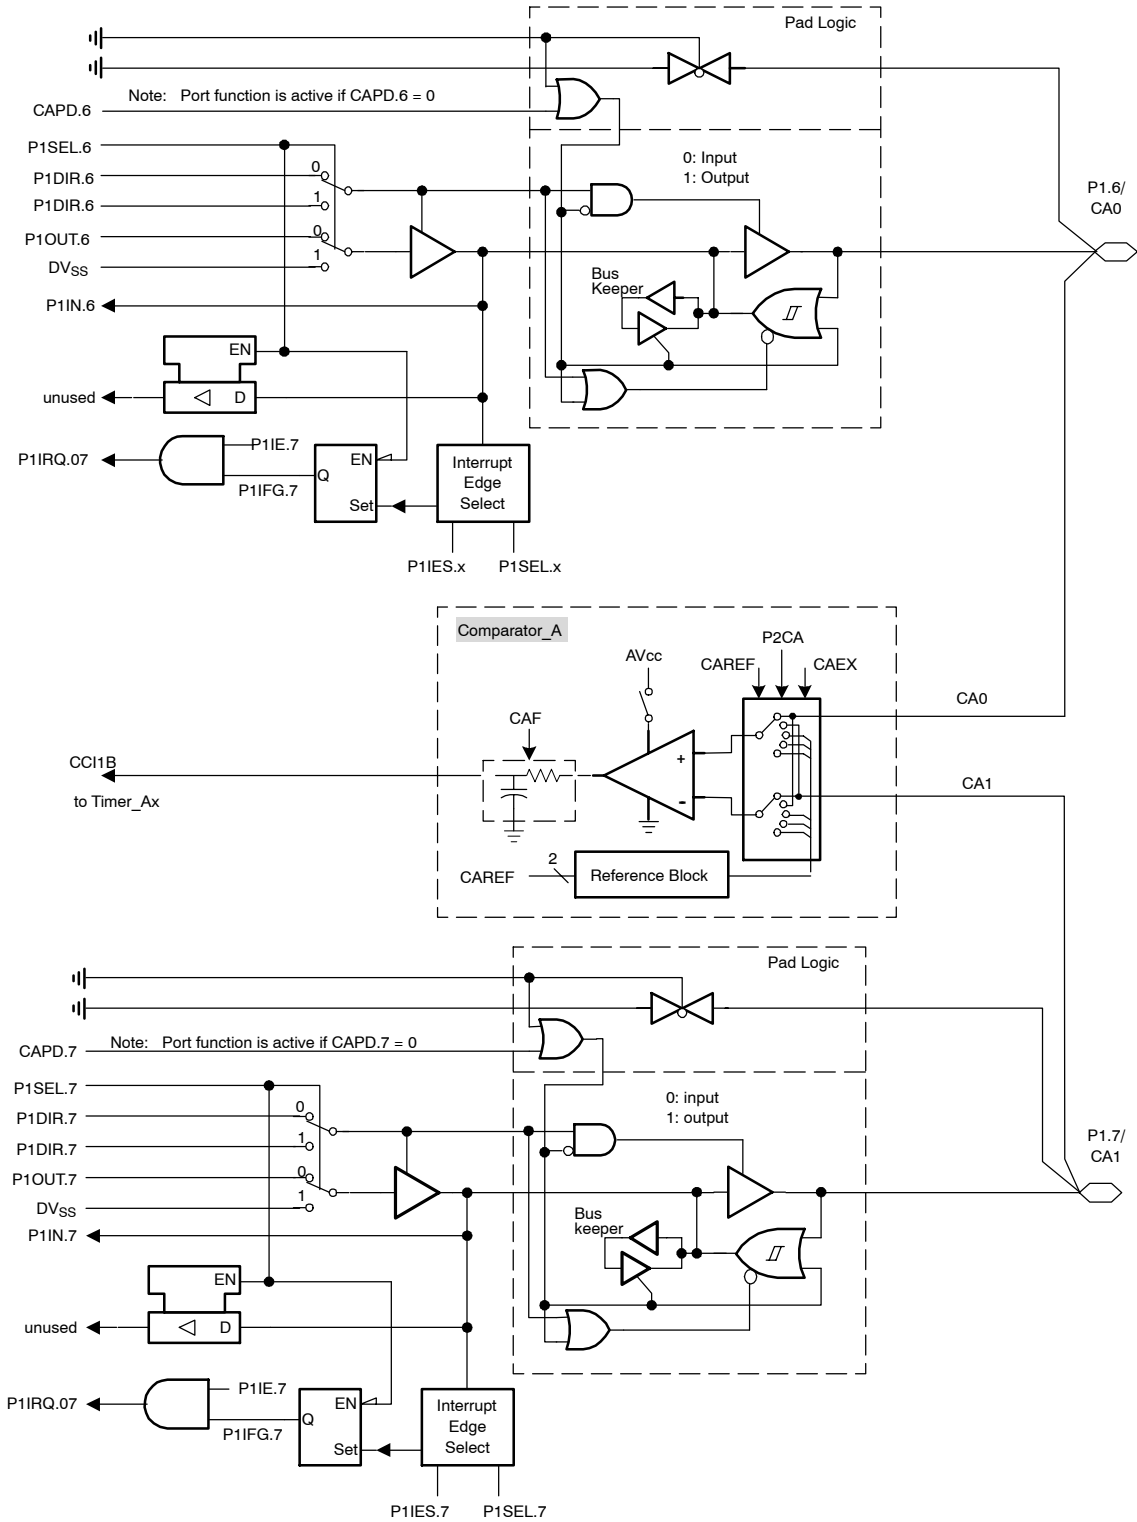 Pad Logic
Note: Port function is active if CAPD.6 = 0
CAPD.6
P1SEL.6
0: Input
1: Output
0
P1DIR.6
1
P1DIR.6
P1.6/
CA0
0
P1OUT.6
1
DVSS
Bus
Keeper
P1IN.6
EN
unused
D
P1IE.7
P1IRQ.07
P1IFG.7
EN
Q
Set
Interrupt
Edge
Select
P1IES.x
P1SEL.x
Comparator_A
P2CA
AVcc
CAREF
CAEX
CA0
CAF
+
CCI1B
to Timer_Ax
CA1
-
2
CAREF
Reference Block
Pad Logic
Note: Port function is active if CAPD.7 = 0
CAPD.7
P1SEL.7
0: input
1: output
0
P1DIR.7
1
P1DIR.7
P1.7/
CA1
0
P1OUT.7
1
DVSS
Bus
keeper
P1IN.7
EN
unused
D
P1IE.7
P1IRQ.07
P1IFG.7
EN
Q
Set
Interrupt
Edge
Select
P1IES.7
P1SEL.7